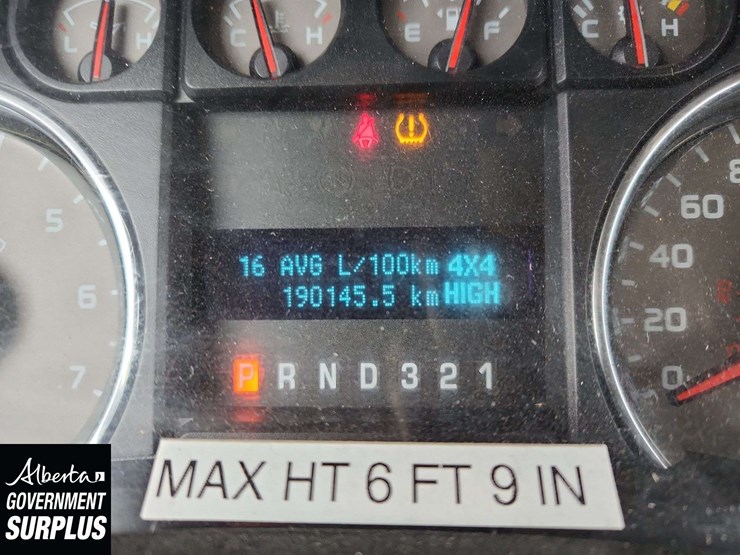 L H C H E F C H
60
5 40
6 20
7 0
16 AVG L/100km 4X4
190145.5 km HIGH
P R N D 3 2 1
MAX HT 6 FT 9 IN
Alberta
GOVERNMENT
SURPLUS